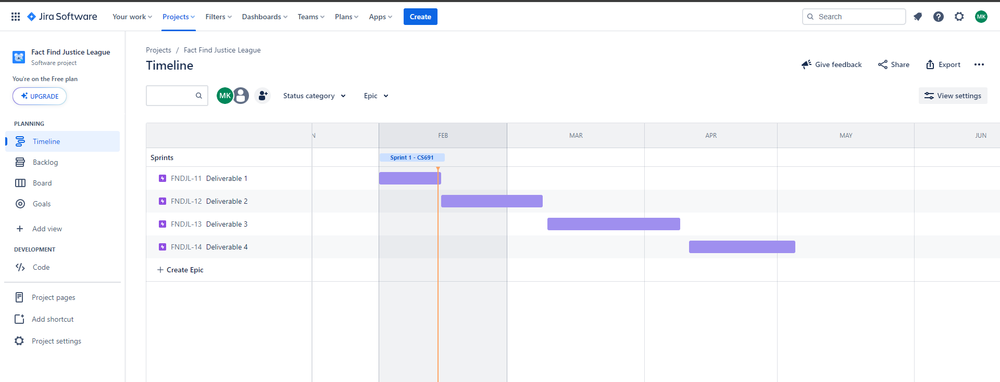 Jira Software Your work Projects Filters Dashboards Teams Plans Apps Create Search MK
Fact Find Justice League
Software project
You're on the Free plan
UPGRADE
PLANNING
Timeline
Backlog
Board
Goals
Add view
DEVELOPMENT
Code
Project pages
Add shortcut
Project settings
Projects / Fact Find Justice League
Timeline
Give feedback Share Export
MK Status category Epic View settings
N FEB MAR APR MAY JUN
Sprints Sprint 1 - CS691
FNDJL-11 Deliverable 1
FNDJL-12 Deliverable 2
FNDJL-13 Deliverable 3
FNDJL-14 Deliverable 4
+ Create Epic